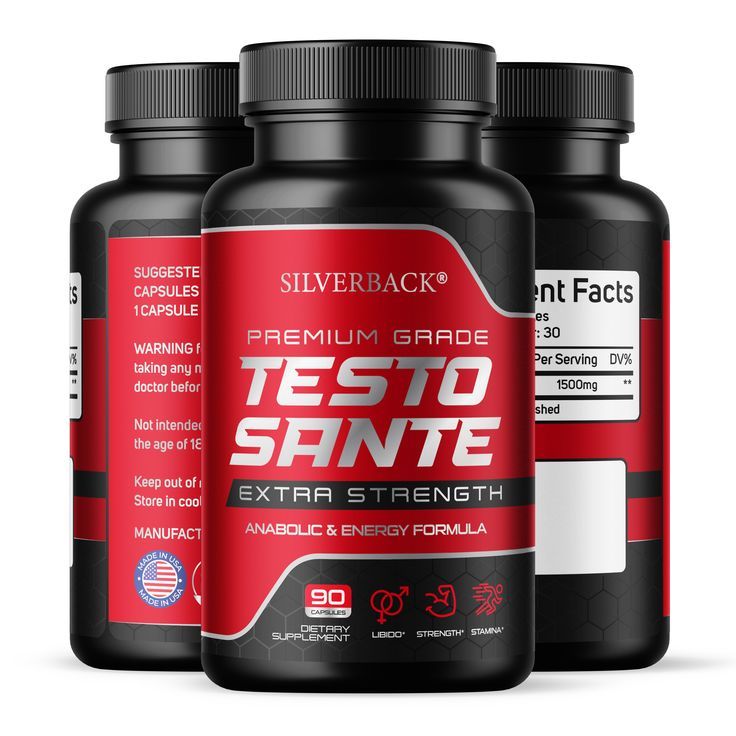 SILVERBACK®
PREMIUM GRADE
TESTO
SANTE
EXTRA STRENGTH
ANABOLIC & ENERGY FORMULA
90
CAPSULES
DIETARY
SUPPLEMENT
LIBIDO*
STRENGTH*
STAMINA*
ts
DV%
**
SUGGESTE
CAPSULES
1 CAPSULE
WARNING f
taking any m
doctor befor
Not intended
the age of 18
Keep out of r
Store in cool
MANUFACT
MADE IN USA
MADE IN USA
ent Facts
es
r: 30
Per Serving DV%
1500mg **
shed